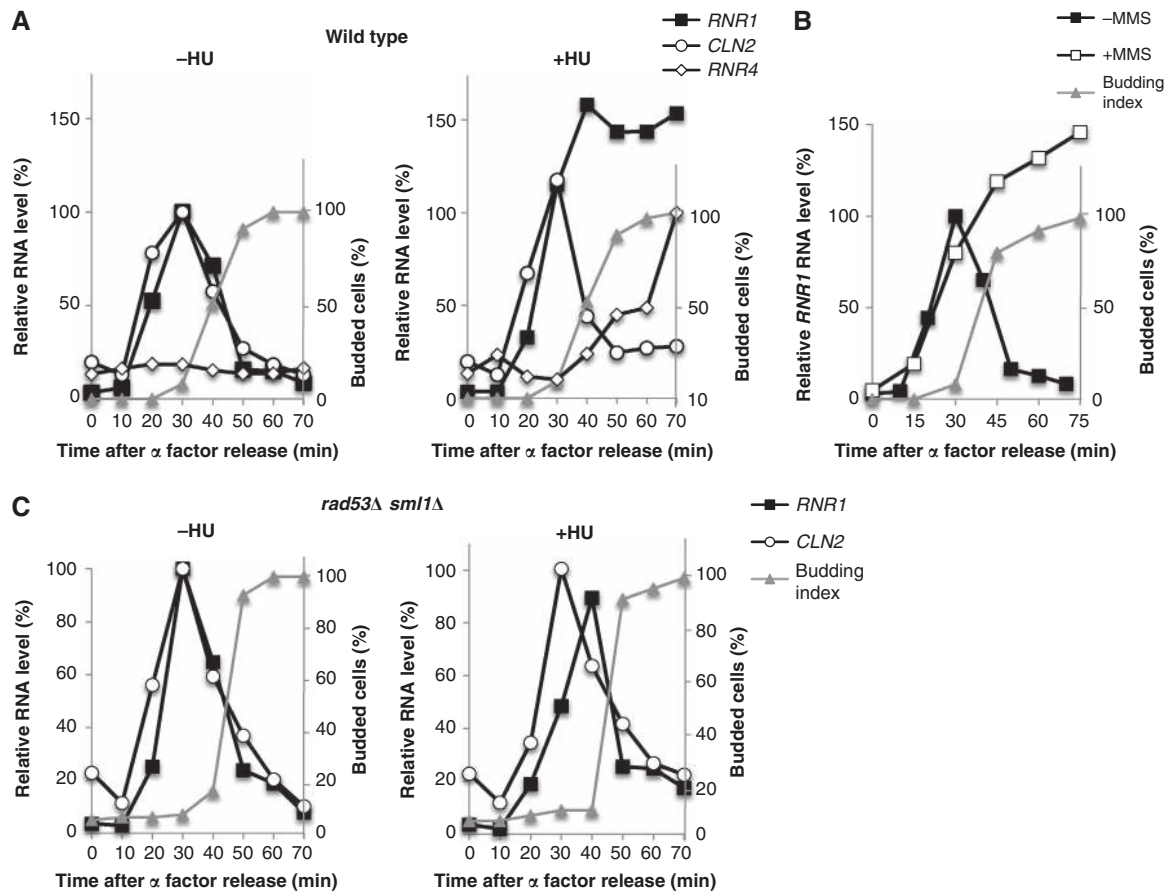 A
Wild type
–HU
+HU
RNR1
CLN2
RNR4
Relative RNA level (%)
150
100
50
0
100
50
0
Budded cells (%)
0 10 20 30 40 50 60 70
Time after α factor release (min)
Relative RNA level (%)
150
100
50
0
100
50
10
Budded cells (%)
0 10 20 30 40 50 60 70
Time after α factor release (min)
B
–MMS
+MMS
Budding
index
Relative RNR1 RNA level (%)
150
100
50
0
100
50
0
Budded cells (%)
0 15 30 45 60 75
Time after α factor release (min)
C
rad53Δ sml1Δ
–HU
+HU
RNR1
CLN2
Budding
index
Relative RNA level (%)
100
80
60
40
20
0
100
80
60
40
20
0
Budded cells (%)
0 10 20 30 40 50 60 70
Time after α factor release (min)
Relative RNA level (%)
100
80
60
40
20
0
100
80
60
40
20
0
Budded cells (%)
0 10 20 30 40 50 60 70
Time after α factor release (min)